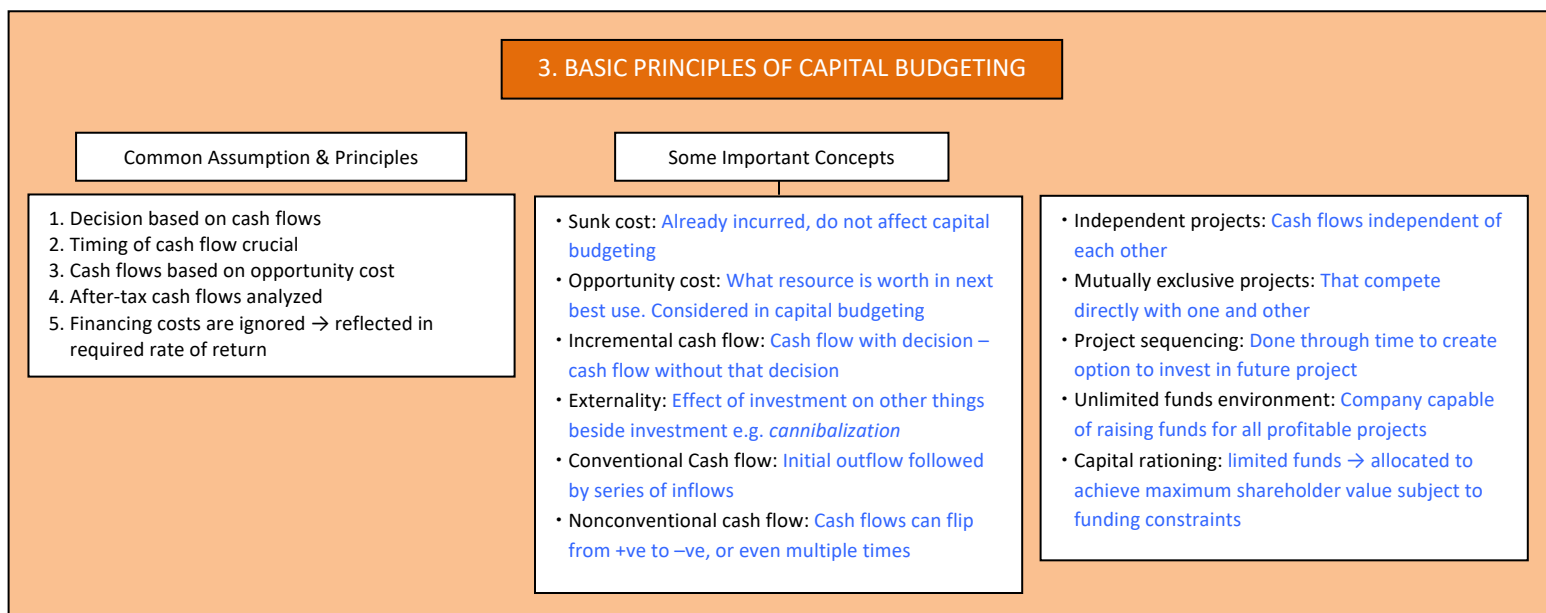 3. BASIC PRINCIPLES OF CAPITAL BUDGETING
Common Assumption & Principles
1. Decision based on cash flows
2. Timing of cash flow crucial
3. Cash flows based on opportunity cost
4. After-tax cash flows analyzed
5. Financing costs are ignored → reflected in
required rate of return
Some Important Concepts
• Sunk cost: Already incurred, do not affect capital
budgeting
• Opportunity cost: What resource is worth in next
best use. Considered in capital budgeting
• Incremental cash flow: Cash flow with decision –
cash flow without that decision
• Externality: Effect of investment on other things
beside investment e.g. cannibalization
• Conventional Cash flow: Initial outflow followed
by series of inflows
• Nonconventional cash flow: Cash flows can flip
from +ve to –ve, or even multiple times
• Independent projects: Cash flows independent of
each other
• Mutually exclusive projects: That compete
directly with one and other
• Project sequencing: Done through time to create
option to invest in future project
• Unlimited funds environment: Company capable
of raising funds for all profitable projects
• Capital rationing: limited funds → allocated to
achieve maximum shareholder value subject to
funding constraints